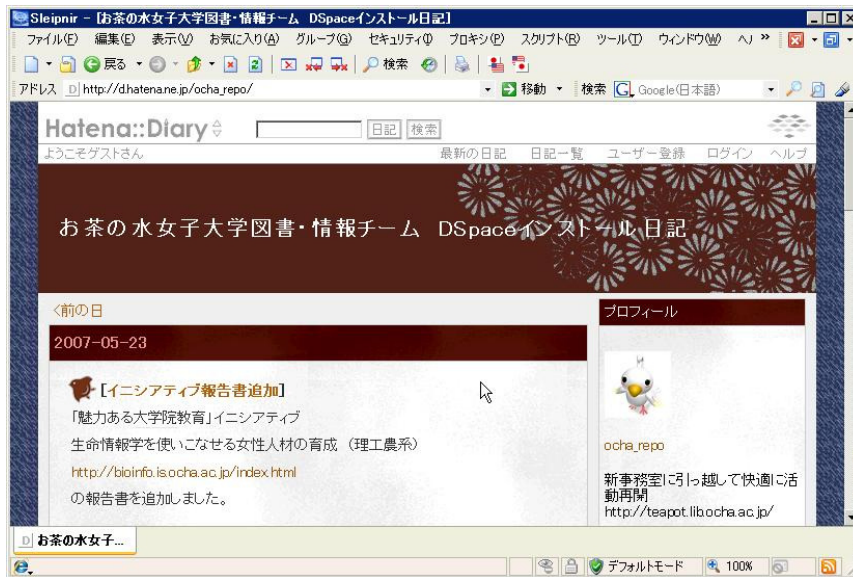 Sleipnir - [お茶の水女子大学図書・情報チーム DSpaceインストール日記]
ファイル(F) 編集(E) 表示(V) お気に入り(A) グループ(G) セキュリティ(I) プロキシ(P) スクリプト(R) ツール(T) ウィンドウ(W) ヘ
戻る 検索
アドレス http://d.hatena.ne.jp/ocha_repo/ 移動 検索 Google(日本語)
Hatena::Diary 日記 検索
ようこそゲストさん 最新の日記 日記一覧 ユーザー登録 ログイン ヘルプ
お茶の水女子大学図書・情報チーム DSpaceインストール日記
<前の日
2007-05-23
[イニシアティブ報告書追加]
「魅力ある大学院教育」イニシアティブ
生命情報学を使いこなせる女性人材の育成 (理工農系)
http://bioinfo.is.ocha.ac.jp/index.html
の報告書を追加しました。
プロフィール
ocha_repo
新事務室に引っ越して快適に活
動再開
http://teapot.lib.ocha.ac.jp/
お茶の水女子...
デフォルトモード 100%